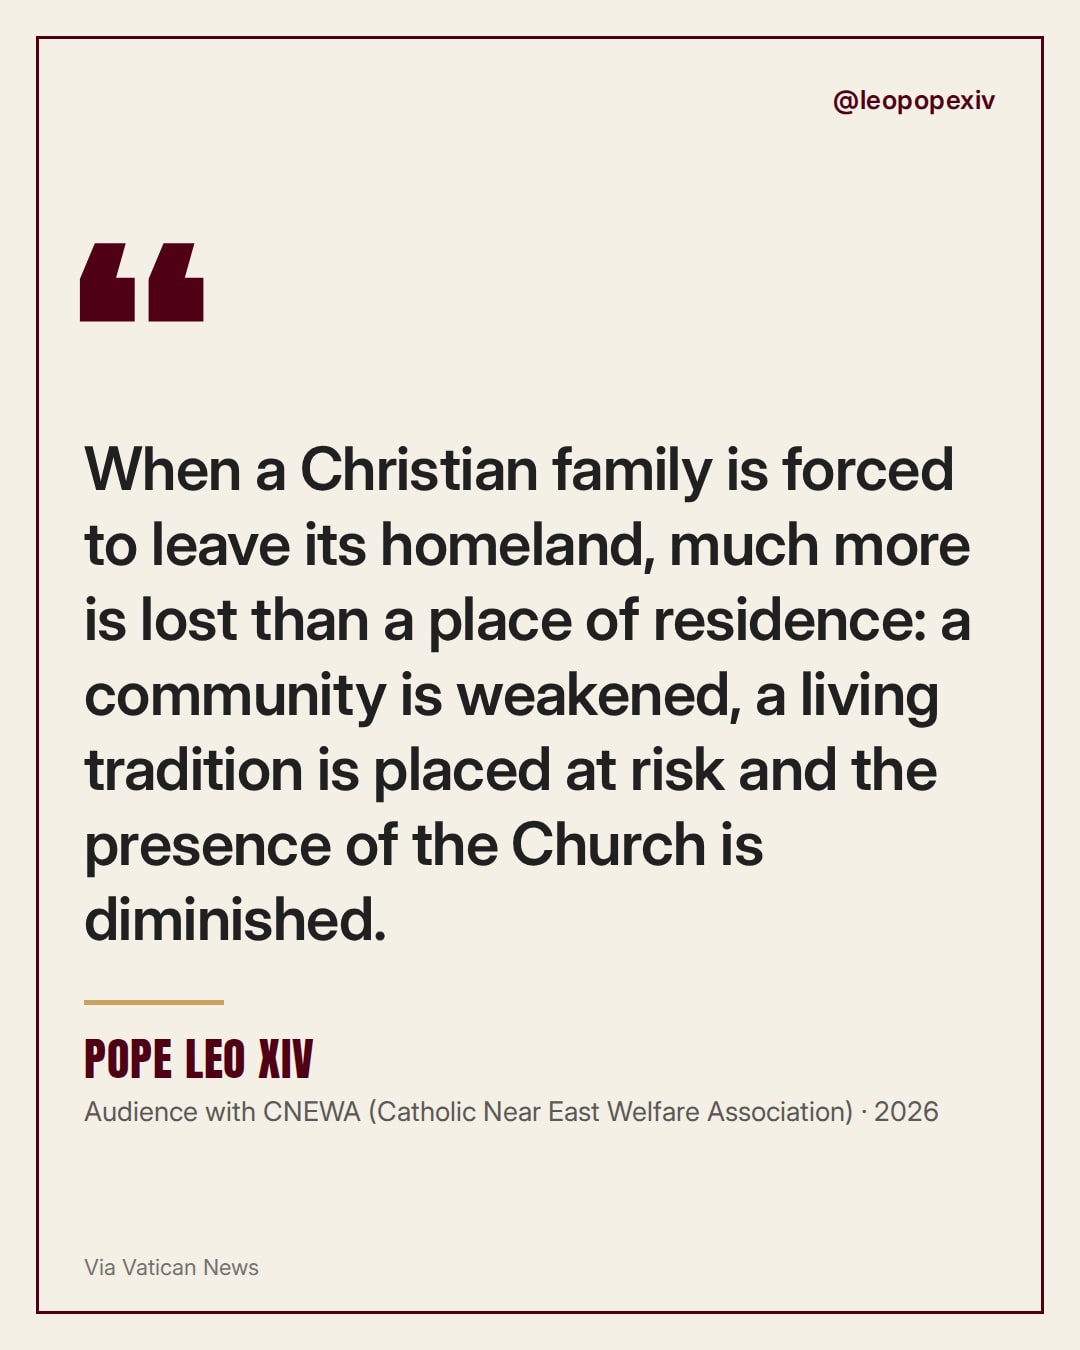 @leopopexiv
“
When a Christian family is forced
to leave its homeland, much more
is lost than a place of residence: a
community is weakened, a living
tradition is placed at risk and the
presence of the Church is
diminished.
POPE LEO XIV
Audience with CNEWA (Catholic Near East Welfare Association) · 2026
Via Vatican News